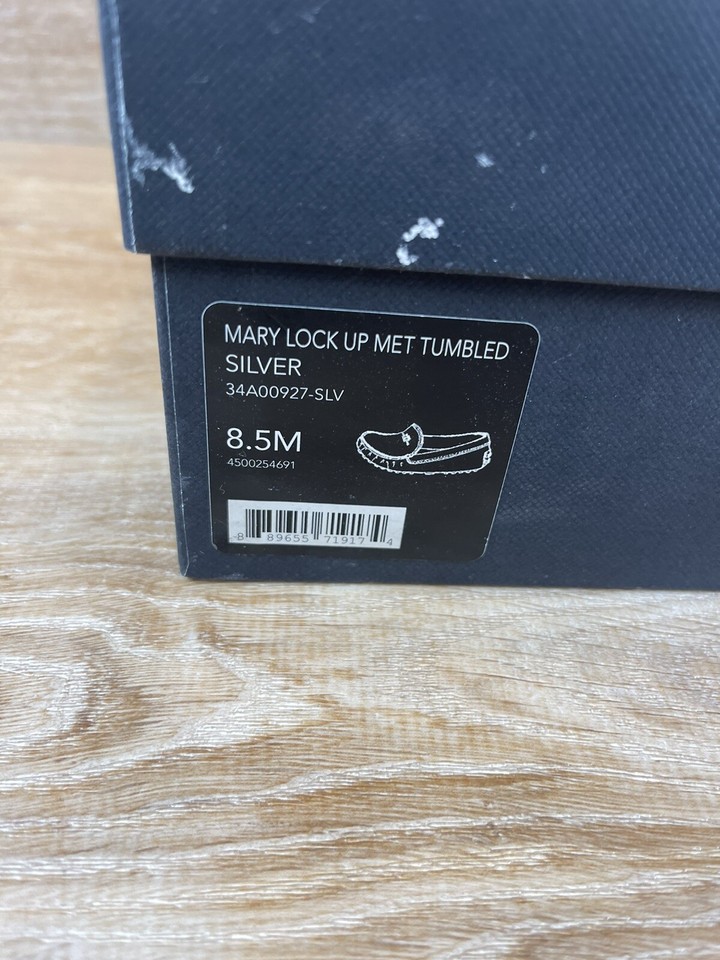 MARY LOCK UP MET TUMBLED
SILVER
34A00927-SLV
8.5M
4500254691
8 89655 71917 4